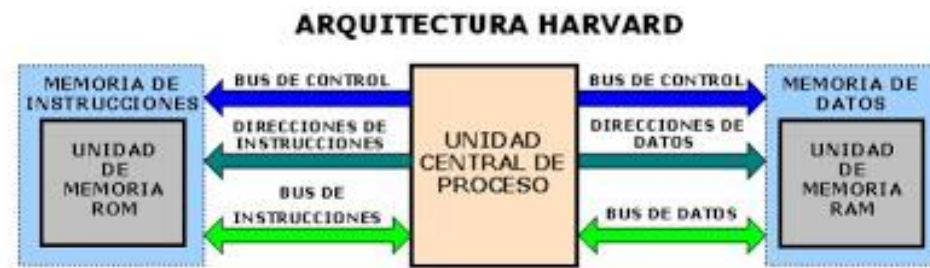 ARQUITECTURA HARVARD
MEMORIA DE
INSTRUCCIONES
UNIDAD
DE
MEMORIA
ROM
BUS DE CONTROL
DIRECCIONES DE
INSTRUCCIONES
BUS DE
INSTRUCCIONES
UNIDAD
CENTRAL DE
PROCESO
BUS DE CONTROL
DIRECCIONES DE
DATOS
BUS DE DATOS
MEMORIA DE
DATOS
UNIDAD
DE
MEMORIA
RAM